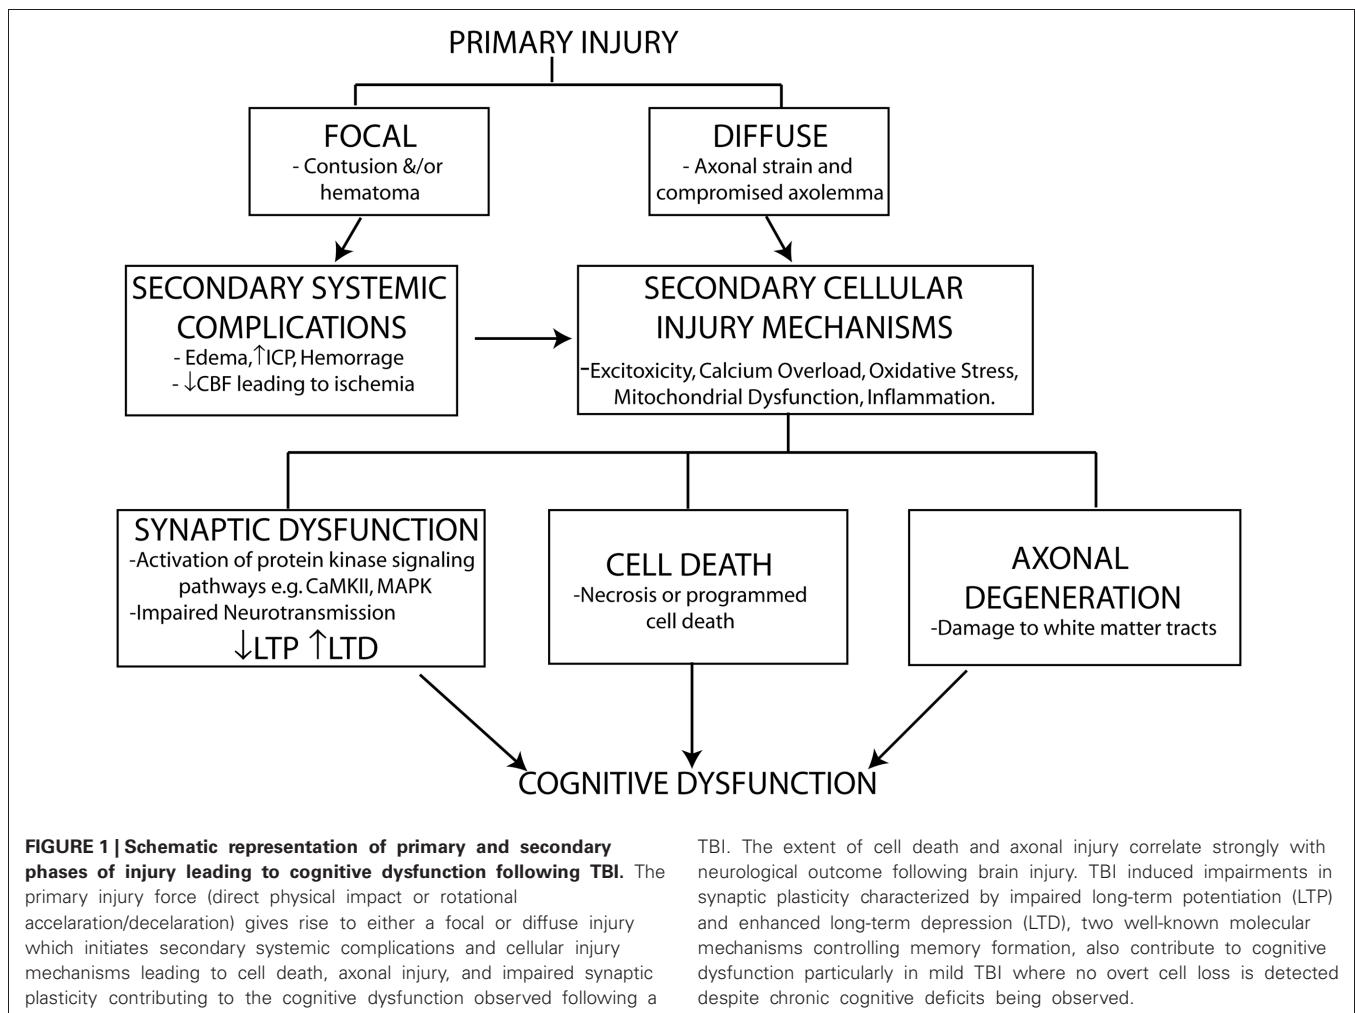 PRIMARY INJURY
FOCAL
- Contusion &/or
hematoma
DIFFUSE
- Axonal strain and
compromised axolemma
SECONDARY SYSTEMIC
COMPLICATIONS
- Edema,↑ICP, Hemorrage
- ↓CBF leading to ischemia
SECONDARY CELLULAR
INJURY MECHANISMS
-Excitoxicity, Calcium Overload, Oxidative Stress,
Mitochondrial Dysfunction, Inflammation.
SYNAPTIC DYSFUNCTION
-Activation of protein kinase signaling
pathways e.g. CaMKII, MAPK
-Impaired Neurotransmission
↓LTP ↑LTD
CELL DEATH
-Necrosis or programmed
cell death
AXONAL
DEGENERATION
-Damage to white matter tracts
COGNITIVE DYSFUNCTION
FIGURE 1 | Schematic representation of primary and secondary
phases of injury leading to cognitive dysfunction following TBI. The
primary injury force (direct physical impact or rotational
accelaration/decelaration) gives rise to either a focal or diffuse injury
which initiates secondary systemic complications and cellular injury
mechanisms leading to cell death, axonal injury, and impaired synaptic
plasticity contributing to the cognitive dysfunction observed following a
TBI. The extent of cell death and axonal injury correlate strongly with
neurological outcome following brain injury. TBI induced impairments in
synaptic plasticity characterized by impaired long-term potentiation (LTP)
and enhanced long-term depression (LTD), two well-known molecular
mechanisms controlling memory formation, also contribute to cognitive
dysfunction particularly in mild TBI where no overt cell loss is detected
despite chronic cognitive deficits being observed.